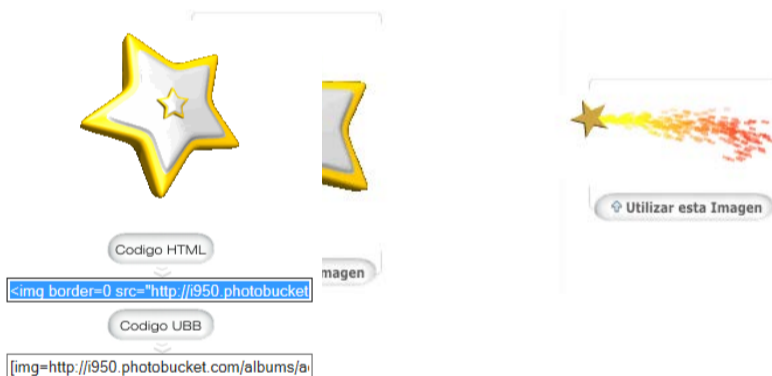 Utilizar esta Imagen
Codigo HTML
magen
<img border=0 src="http://i950.photobucket
Codigo UBB
[img=http://i950.photobucket.com/albums/a